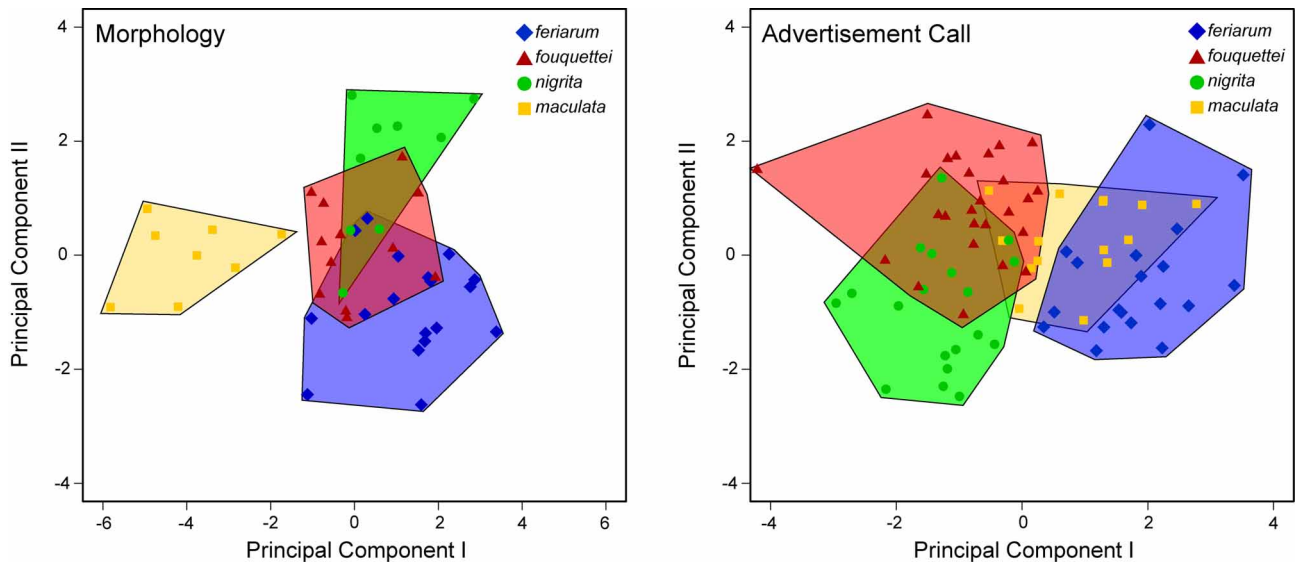 Morphology
feriarum
fouquettei
nigrita
maculata
4
2
0
-2
-4
Principal Component II
-6
-4
-2
0
2
4
6
Principal Component I
Advertisement Call
feriarum
fouquettei
nigrita
maculata
4
2
0
-2
-4
Principal Component II
-4
-2
0
2
4
Principal Component I